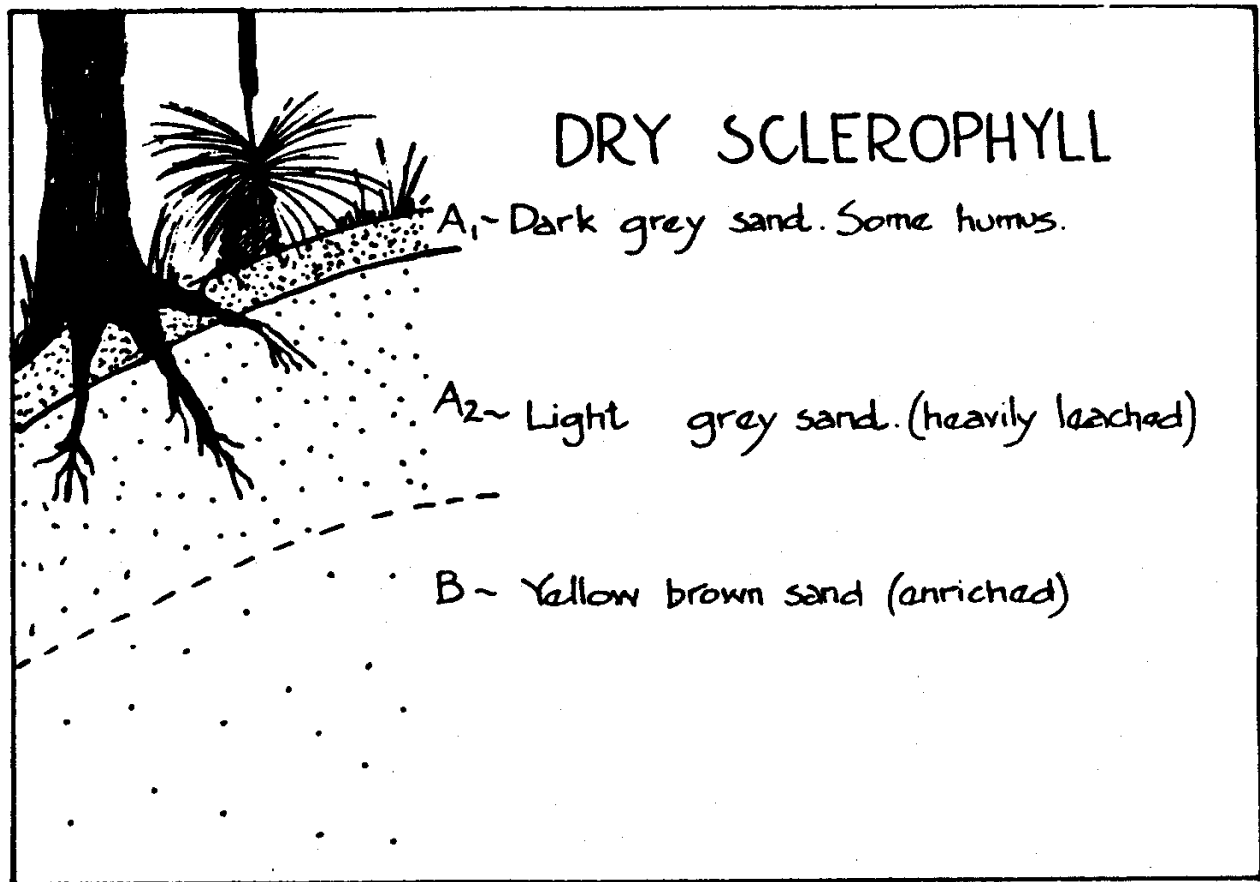 DRY SCLEROPHYLL
A₁~ Dark grey sand. Some humus.
A₂~ Light grey sand. (heavily leached)
B~ Yellow brown sand (enriched)